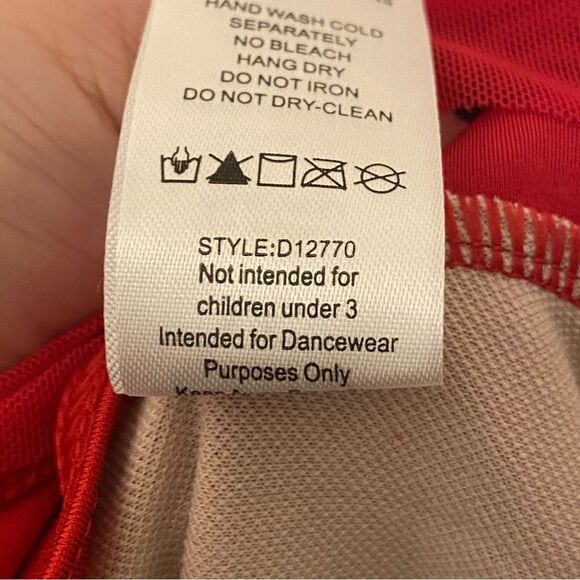 HAND WASH COLD
SEPARATELY
NO BLEACH
HANG DRY
DO NOT IRON
DO NOT DRY-CLEAN
STYLE:D12770
Not intended for
children under 3
Intended for Dancewear
Purposes Only